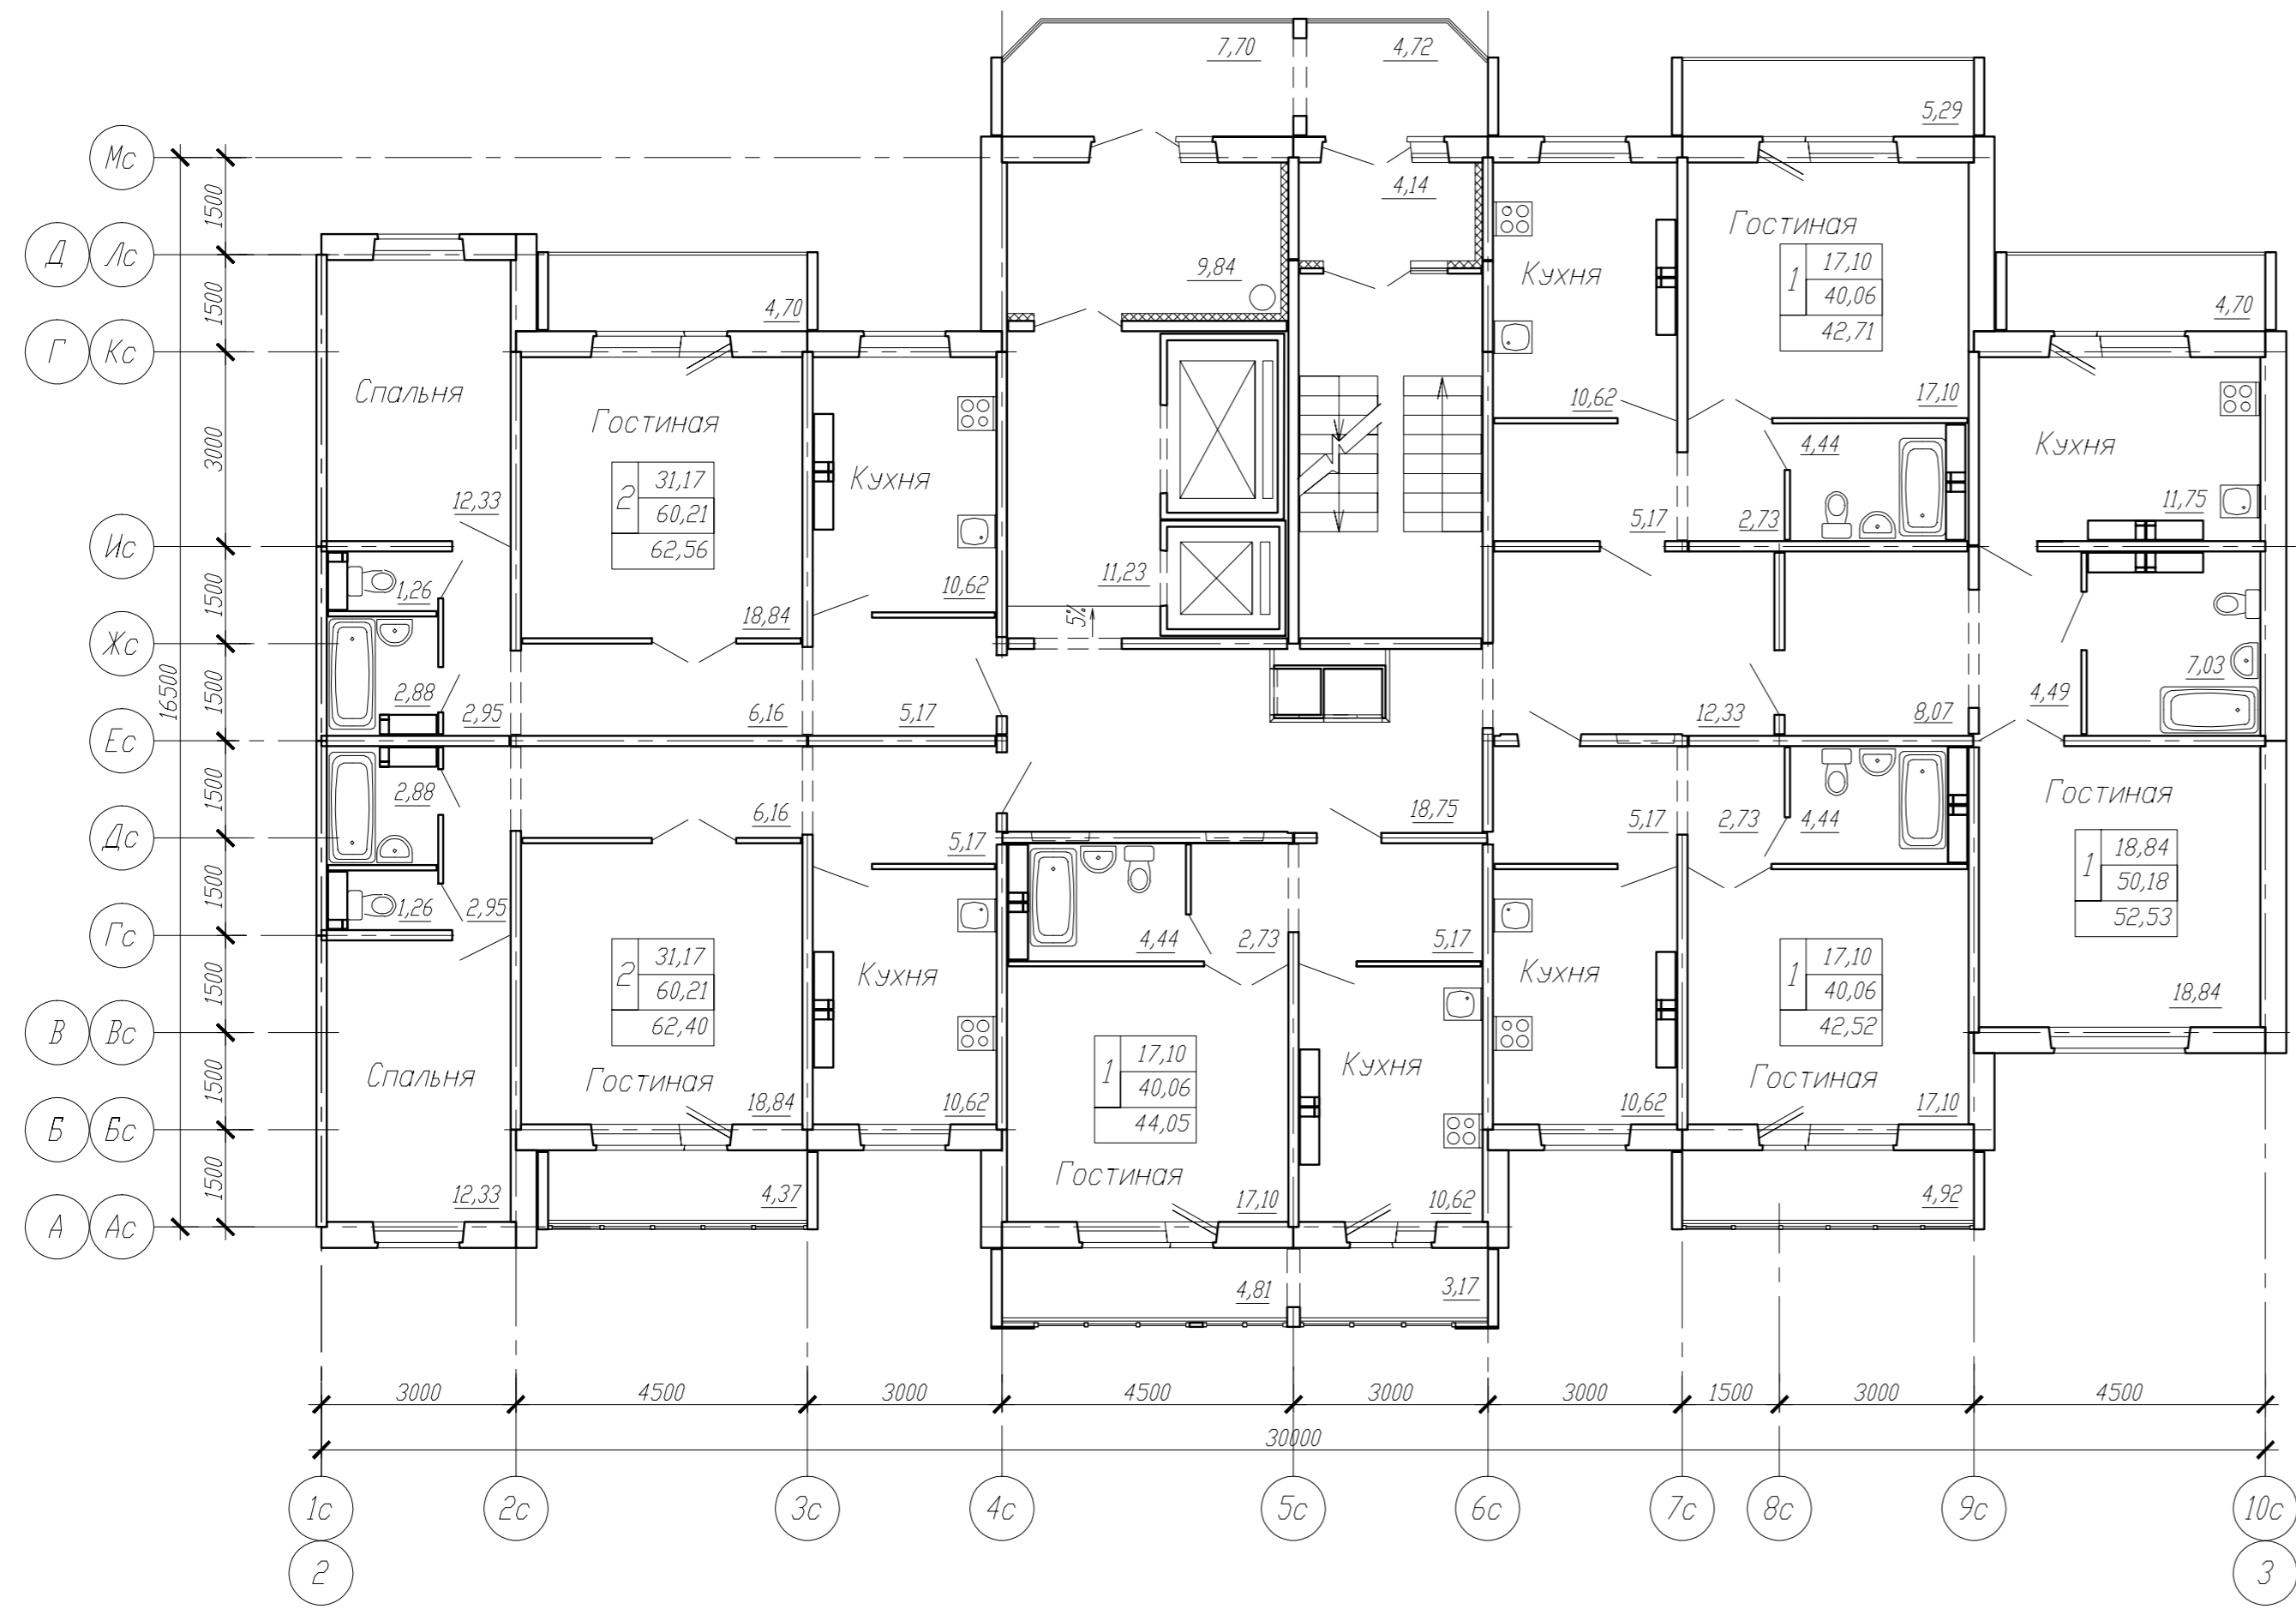 7,70
4,72
5,29
Мс
4,14
Гостиная
1
17,10
40,06
42,71
Д
Лс
9,84
Кухня
4,70
4,70
Г
Кс
Спальня
Гостиная
10,62
17,10
4,44
Кухня
2
31,17
60,21
62,56
Кухня
12,33
11,75
5,17
2,73
Ис
11,23
1,26
18,84
10,62
5%
Жс
2,88
2,95
6,16
5,17
12,33
8,07
4,49
7,03
Ес
2,88
6,16
18,75
5,17
2,73
4,44
Гостиная
Дс
5,17
1
18,84
50,18
52,53
1,26
2,95
4,44
2,73
5,17
Гс
2
31,17
60,21
62,40
Кухня
Кухня
1
17,10
40,06
42,52
18,84
В
Вс
Спальня
Гостиная
1
17,10
40,06
44,05
Кухня
Гостиная
18,84
10,62
10,62
17,10
Б
Бс
Гостиная
12,33
4,37
17,10
10,62
4,92
А
Ас
4,81
3,17
1500
1500
3000
1500
1500
1500
1500
1500
1500
1500
16500
3000
4500
3000
4500
3000
3000
1500
3000
4500
30000
1с
2с
3с
4с
5с
6с
7с
8с
9с
10с
2
3